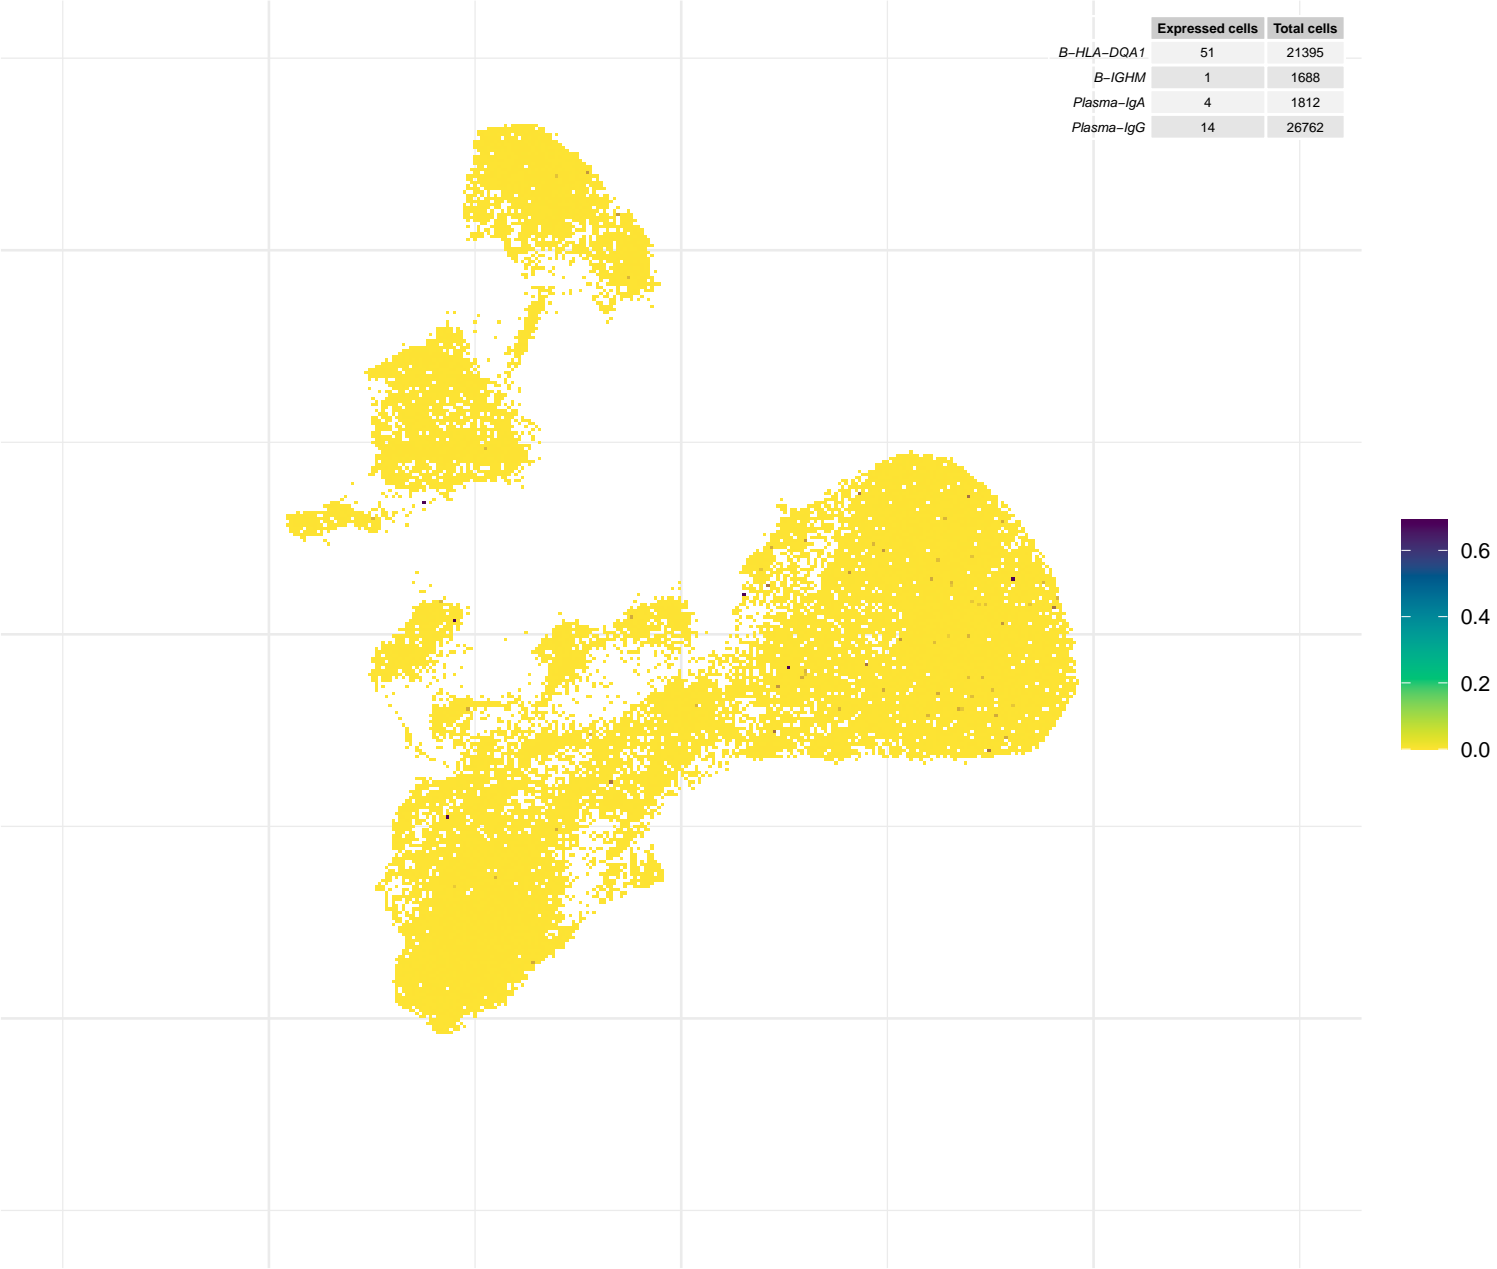 Expressed cells Total cells
B−HLA−DQA1 51 21395
B−IGHM 1 1688
Plasma−IgA 4 1812
Plasma−IgG 14 26762
0.6
0.4
0.2
0.0